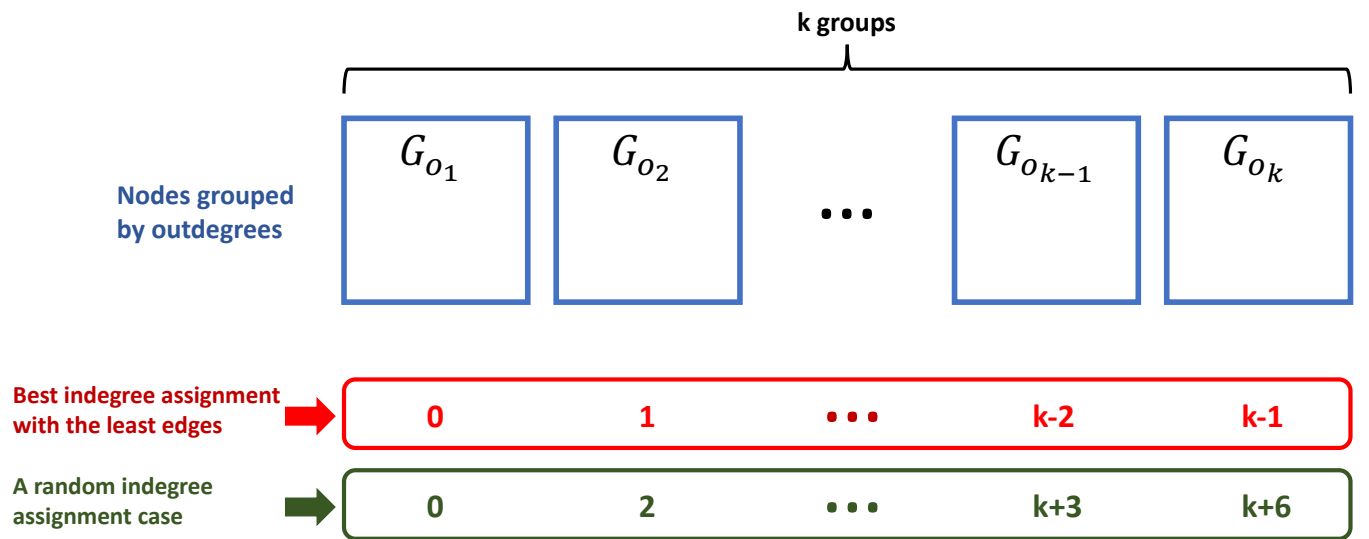 k groups
G_{o_1} G_{o_2} ... G_{o_{k-1}} G_{o_k}
Nodes grouped
by outdegrees
Best indegree assignment
with the least edges
0 1 ... k-2 k-1
A random indegree
assignment case
0 2 ... k+3 k+6